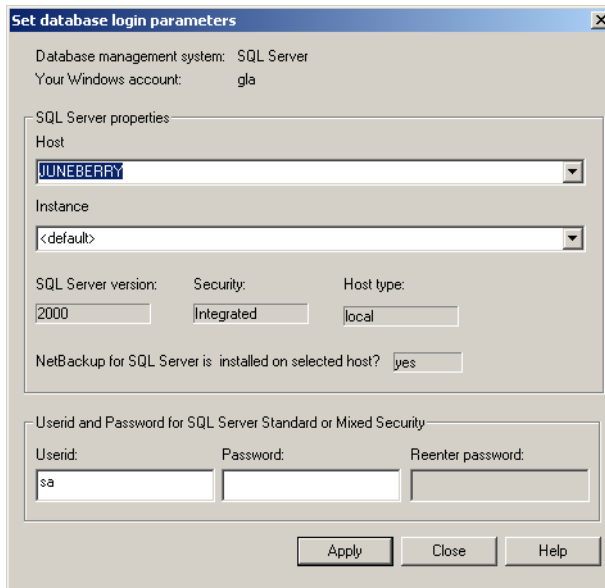 Set database login parameters
Database management system: SQL Server
Your Windows account: gla
SQL Server properties
Host
JUNEBERRY
Instance
<default>
SQL Server version: Security: Host type:
2000 Integrated local
NetBackup for SQL Server is installed on selected host? yes
Userid and Password for SQL Server Standard or Mixed Security
Userid: Password: Reenter password:
sa
Apply Close Help